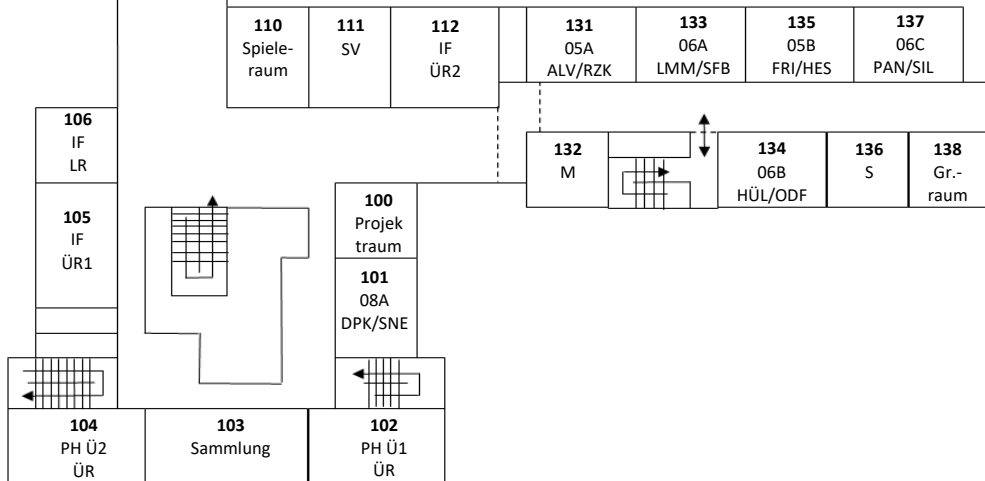 110
Spiele-
raum
111
SV
112
IF
ÜR2
131
05A
ALV/RZK
133
06A
LMM/SFB
135
05B
FRI/HES
137
06C
PAN/SIL
106
IF
LR
132
M
134
06B
HÜL/ODF
136
S
138
Gr.-
raum
105
IF
ÜR1
100
Projek
traum
101
08A
DPK/SNE
104
PH Ü2
ÜR
103
Sammlung
102
PH Ü1
ÜR